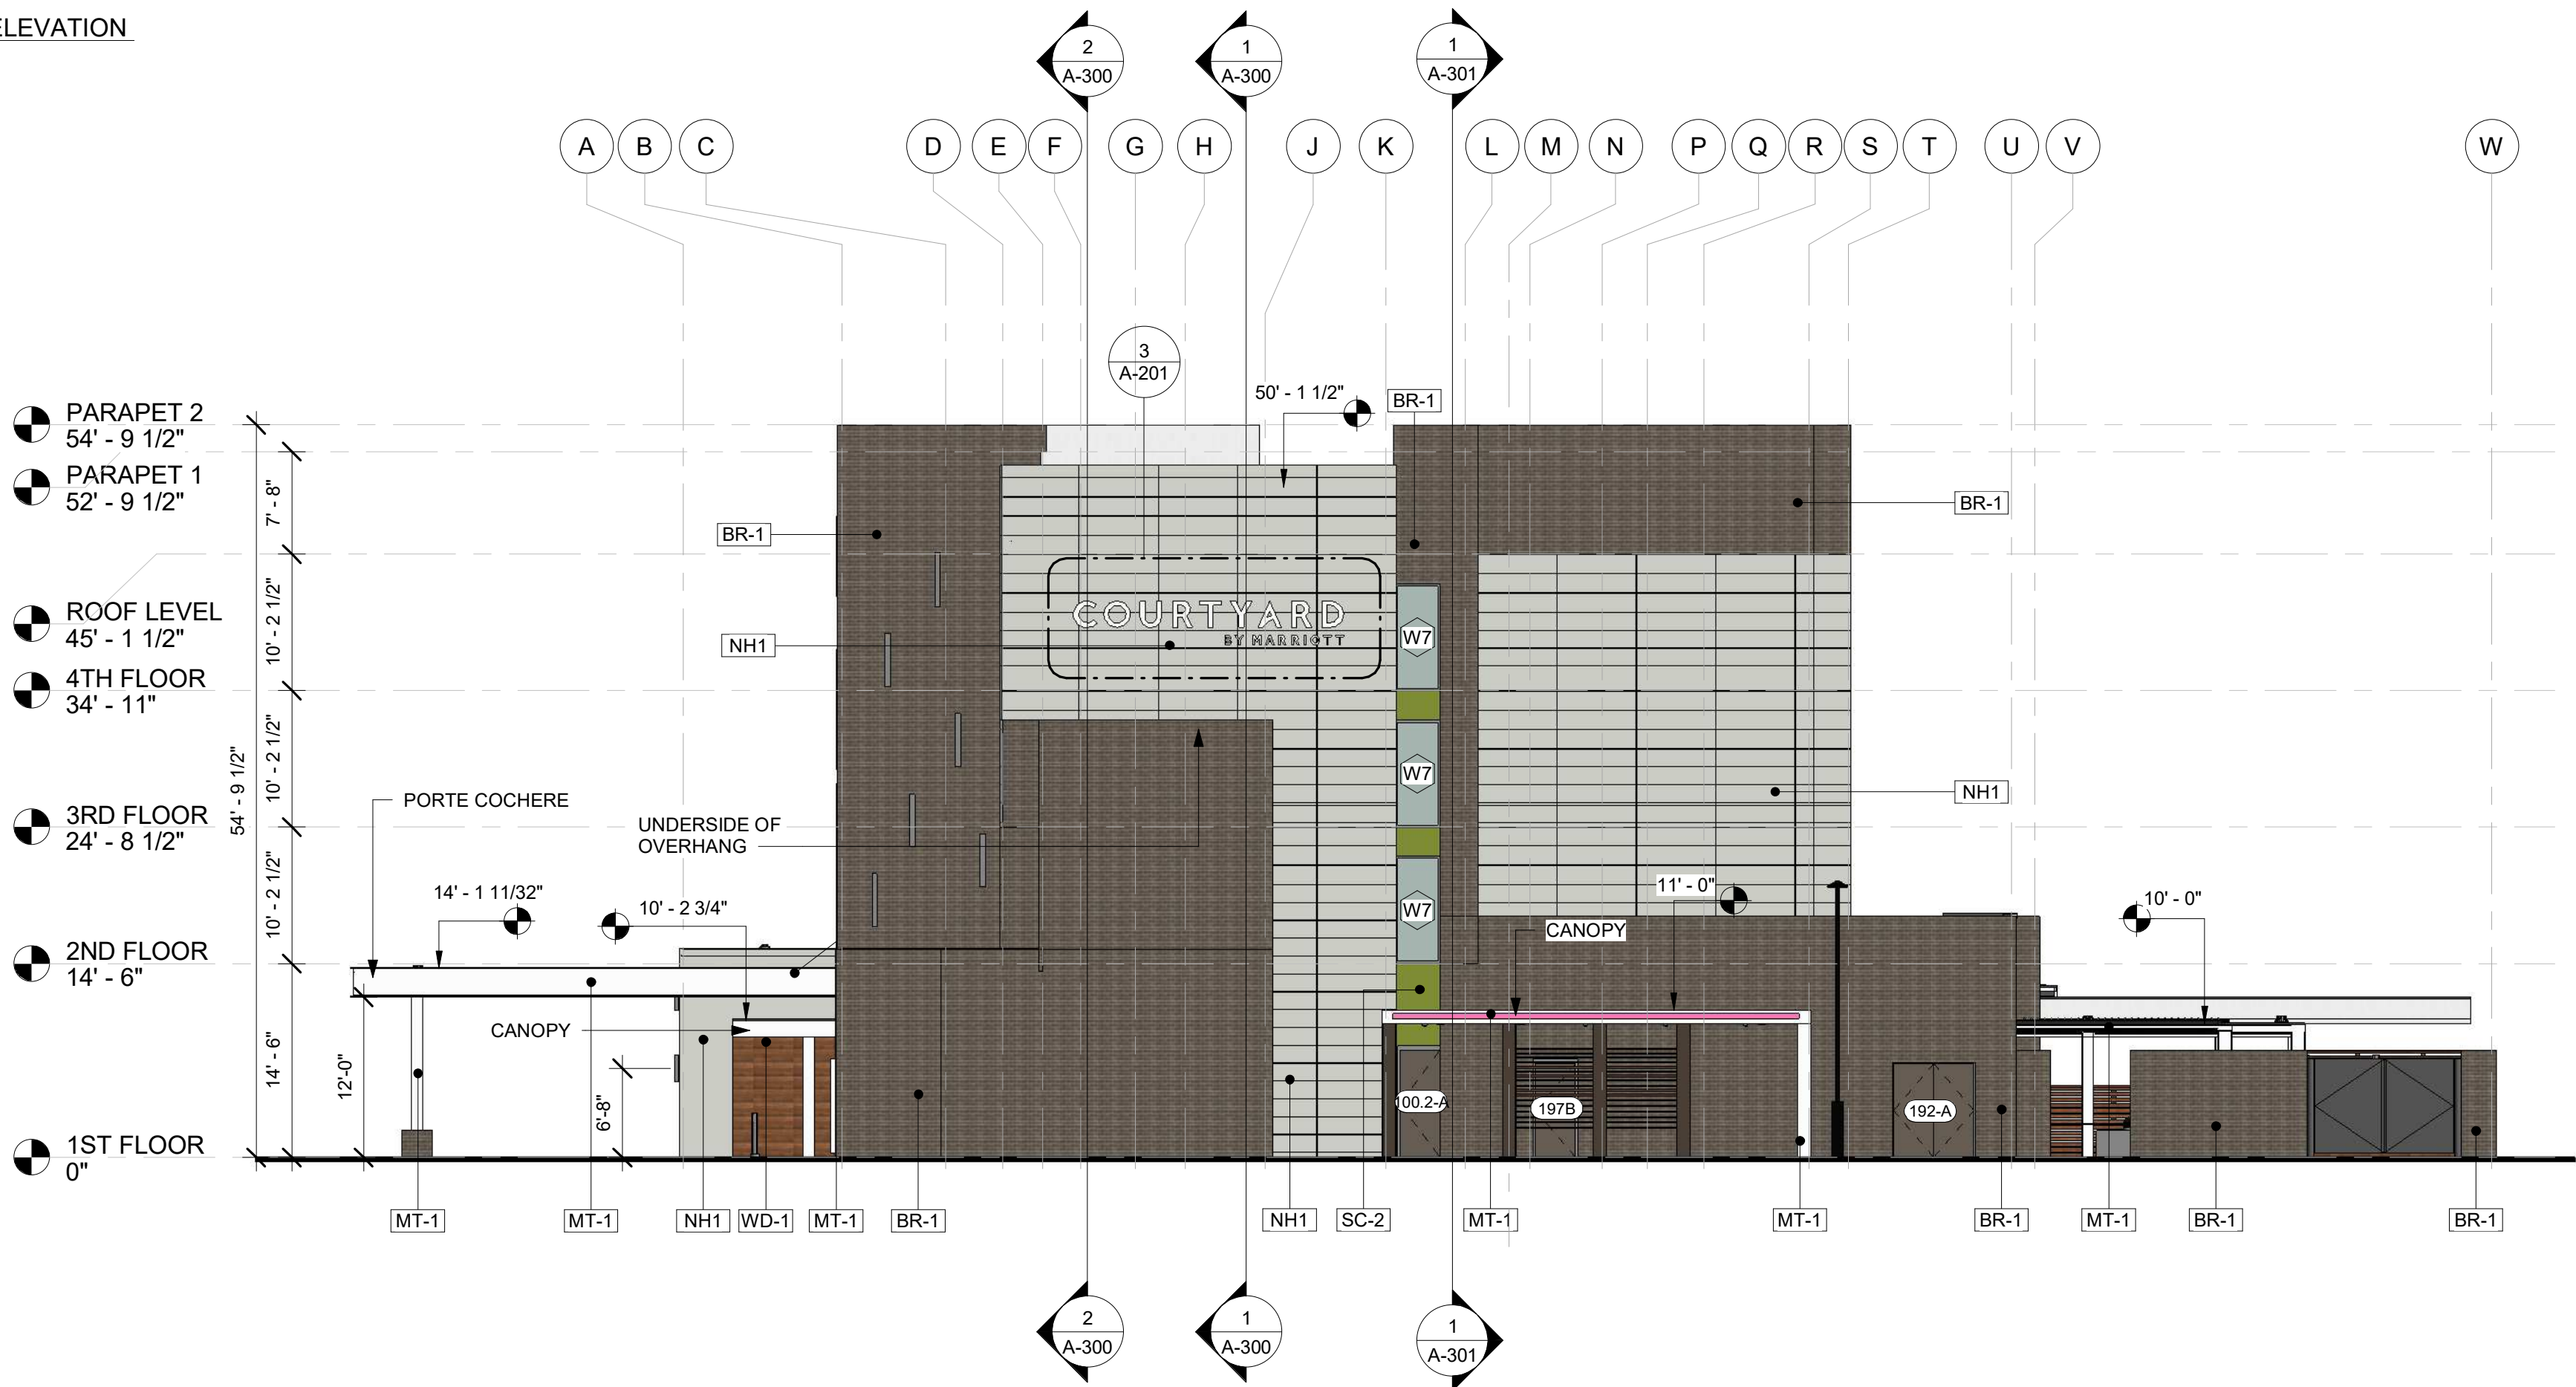 ELEVATION
2
A-300
1
A-300
1
A-301
A B C D E F G H J K L M N P Q R S T U V W
3
A-201
50' - 1 1/2"
BR-1
PARAPET 2
54' - 9 1/2"
PARAPET 1
52' - 9 1/2"
7' - 8"
BR-1
BR-1
ROOF LEVEL
45' - 1 1/2"
10' - 2 1/2"
COURTYARD
BY MARRIOTT
NH1
W7
4TH FLOOR
34' - 11"
10' - 2 1/2"
54' - 9 1/2"
W7
NH1
PORTE COCHERE
3RD FLOOR
24' - 8 1/2"
UNDERSIDE OF
OVERHANG
10' - 2 1/2"
14' - 1 11/32"
10' - 2 3/4"
W7
11' - 0"
10' - 0"
CANOPY
2ND FLOOR
14' - 6"
CANOPY
14' - 6"
12'-0"
6'-8"
100.2-A
197B
192-A
1ST FLOOR
0"
MT-1
MT-1
NH1
WD-1
MT-1
BR-1
NH1
SC-2
MT-1
MT-1
BR-1
MT-1
BR-1
BR-1
2
A-300
1
A-300
1
A-301